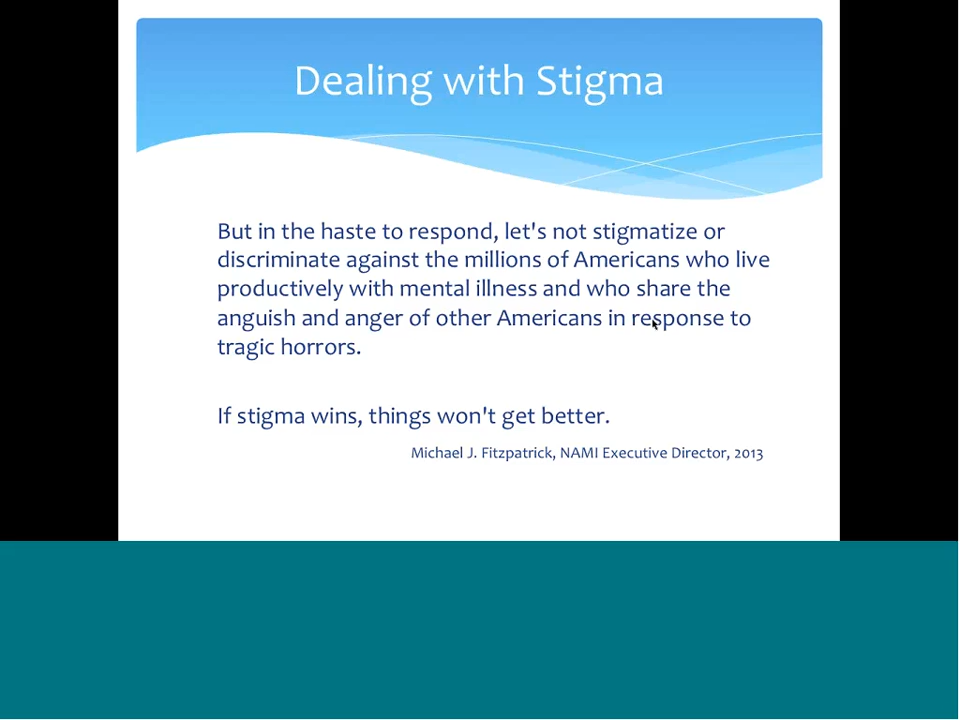 Dealing with Stigma
But in the haste to respond, let's not stigmatize or
discriminate against the millions of Americans who live
productively with mental illness and who share the
anguish and anger of other Americans in response to
tragic horrors.
If stigma wins, things won't get better.
Michael J. Fitzpatrick, NAMI Executive Director, 2013